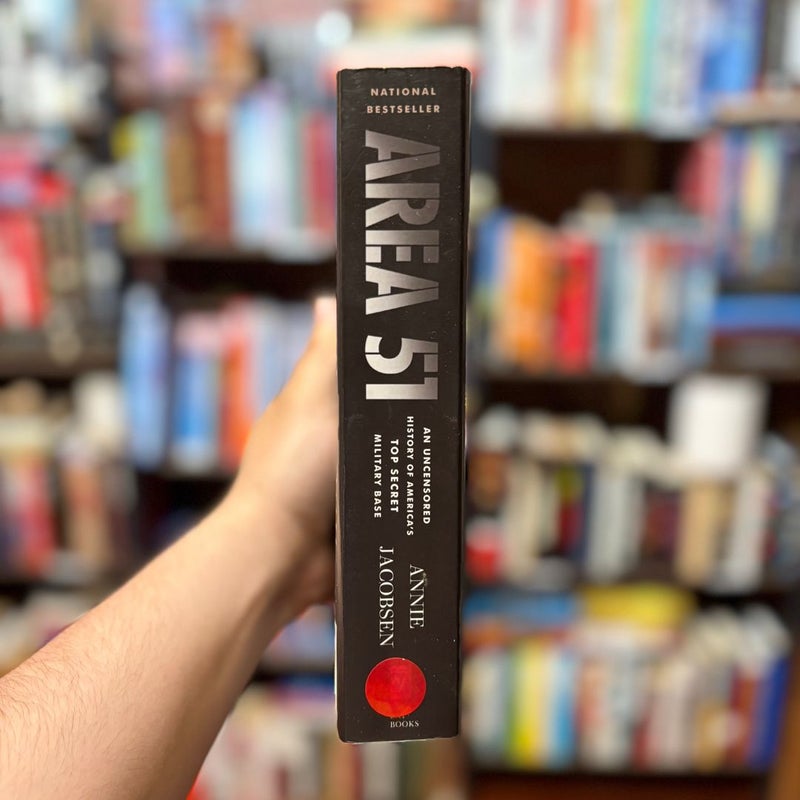 NATIONAL
BESTSELLER
AREA 51
AN UNCENSORED
HISTORY OF AMERICA'S
TOP SECRET
MILITARY BASE
ANNIE
JACOBSEN
BOOKS